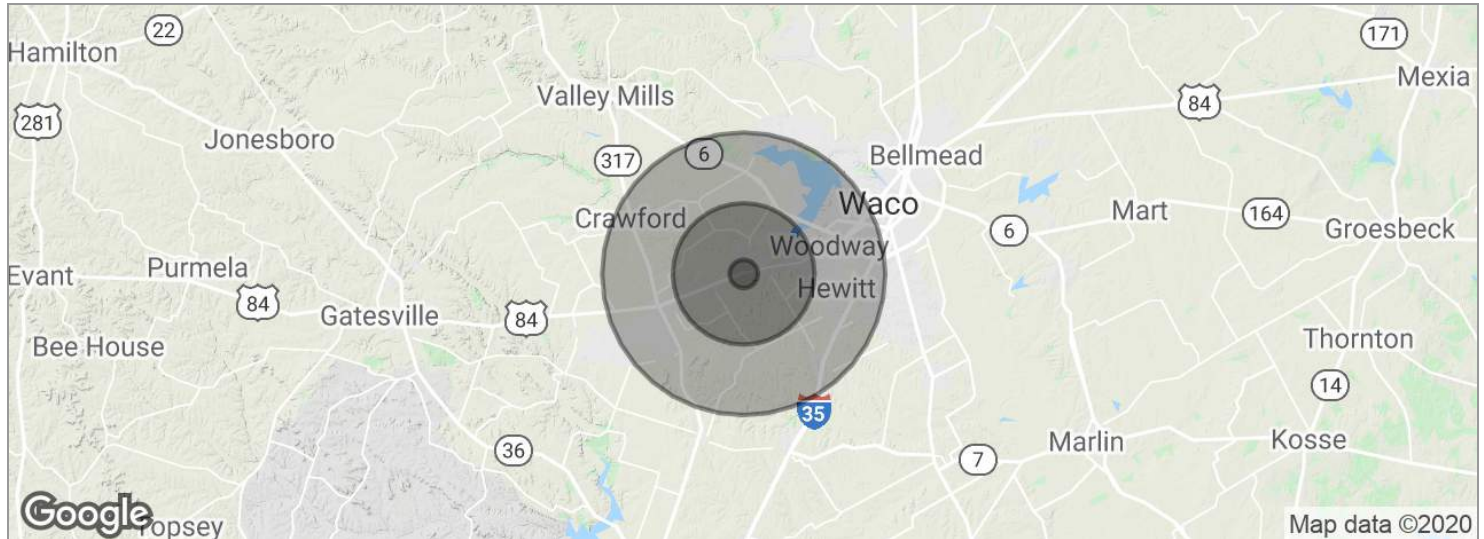 22
171
Hamilton
Mexia
Valley Mills
84
281
Jonesboro
317
6
Bellmead
Waco
Mart
Crawford
164
6
Groesbeck
Woodway
Evant
Purmela
84
Hewitt
Gatesville
84
Bee House
Thornton
14
35
36
Marlin
Kosse
7
Google
Topsey
Map data ©2020